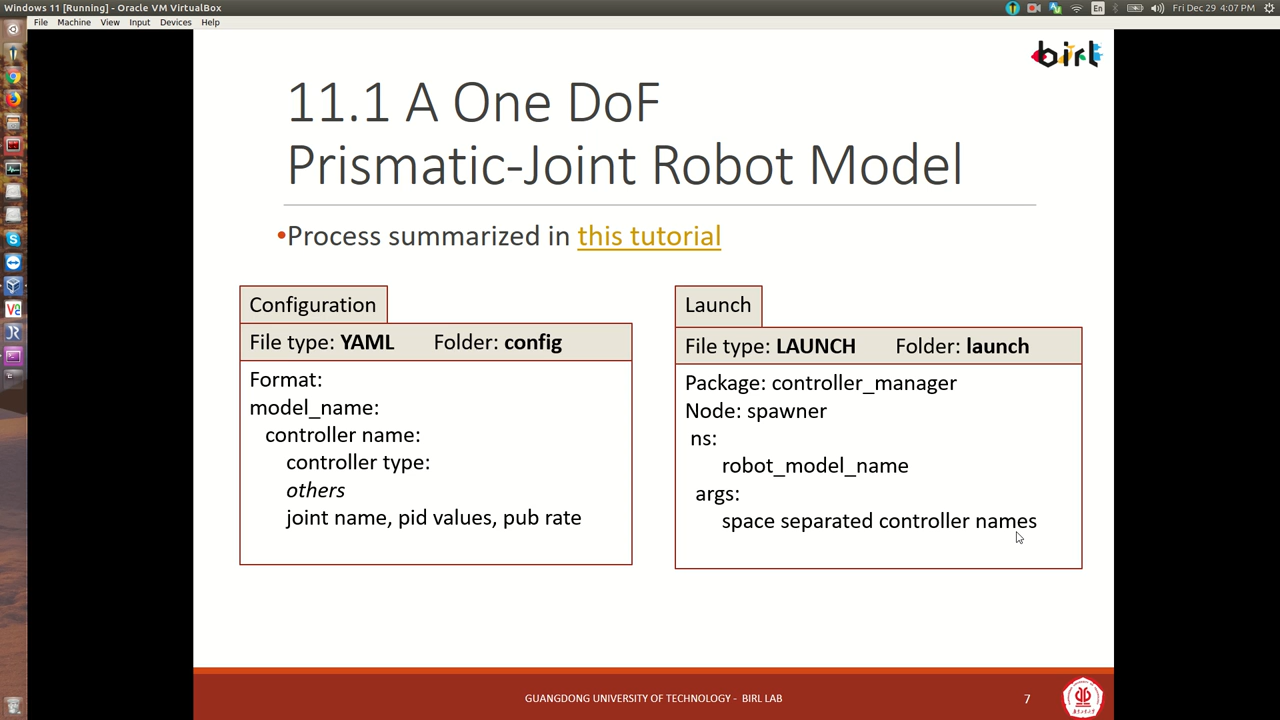 Windows 11 [Running] - Oracle VM VirtualBox
En
Fri Dec 29 4:07 PM
File Machine View Input Devices Help
birl
11.1 A One DoF
Prismatic-Joint Robot Model
•Process summarized in this tutorial
Configuration
File type: YAML Folder: config
Format:
model_name:
controller name:
controller type:
others
joint name, pid values, pub rate
Launch
File type: LAUNCH Folder: launch
Package: controller_manager
Node: spawner
ns:
robot_model_name
args:
space separated controller names
GUANGDONG UNIVERSITY OF TECHNOLOGY - BIRL LAB
7